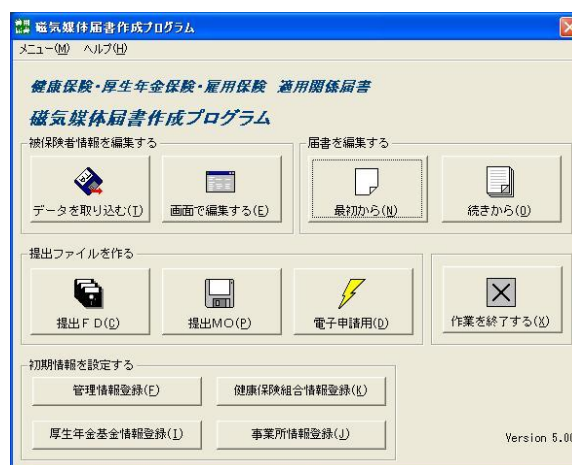 磁気媒体届書作成プログラム
メニュー(M) ヘルプ(H)
健康保険・厚生年金保険・雇用保険 適用関係届書
磁気媒体届書作成プログラム
被保険者情報を編集する
データを取り込む(T) 画面で編集する(E)
届書を編集する
最初から(N) 続きから(O)
提出ファイルを作る
提出FD(C) 提出MO(P) 電子申請用(D)
作業を終了する(X)
初期情報を設定する
管理情報登録(F) 健康保険組合情報登録(K)
厚生年金基金情報登録(I) 事業所情報登録(J)
Version 5.00